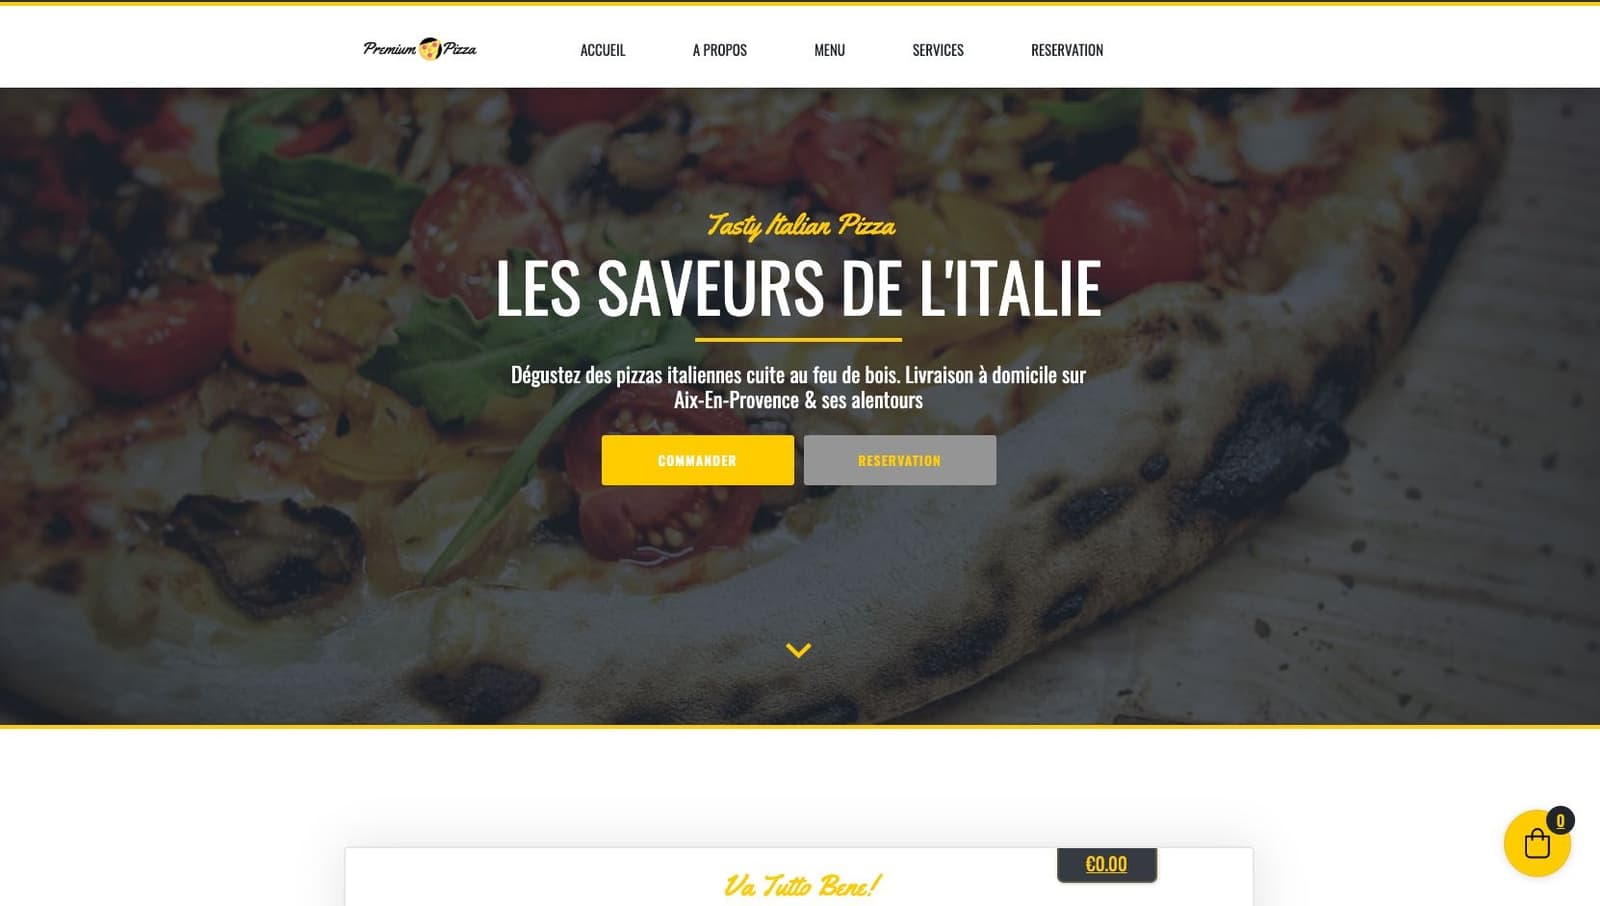 Premium Pizza
ACCUEIL
A PROPOS
MENU
SERVICES
RESERVATION
Tasty Italian Pizza
LES SAVEURS DE L'ITALIE
Dégustez des pizzas italiennes cuite au feu de bois. Livraison à domicile sur
Aix-En-Provence & ses alentours
COMMANDER
RESERVATION
0
€0.00
Va Tutto Bene!